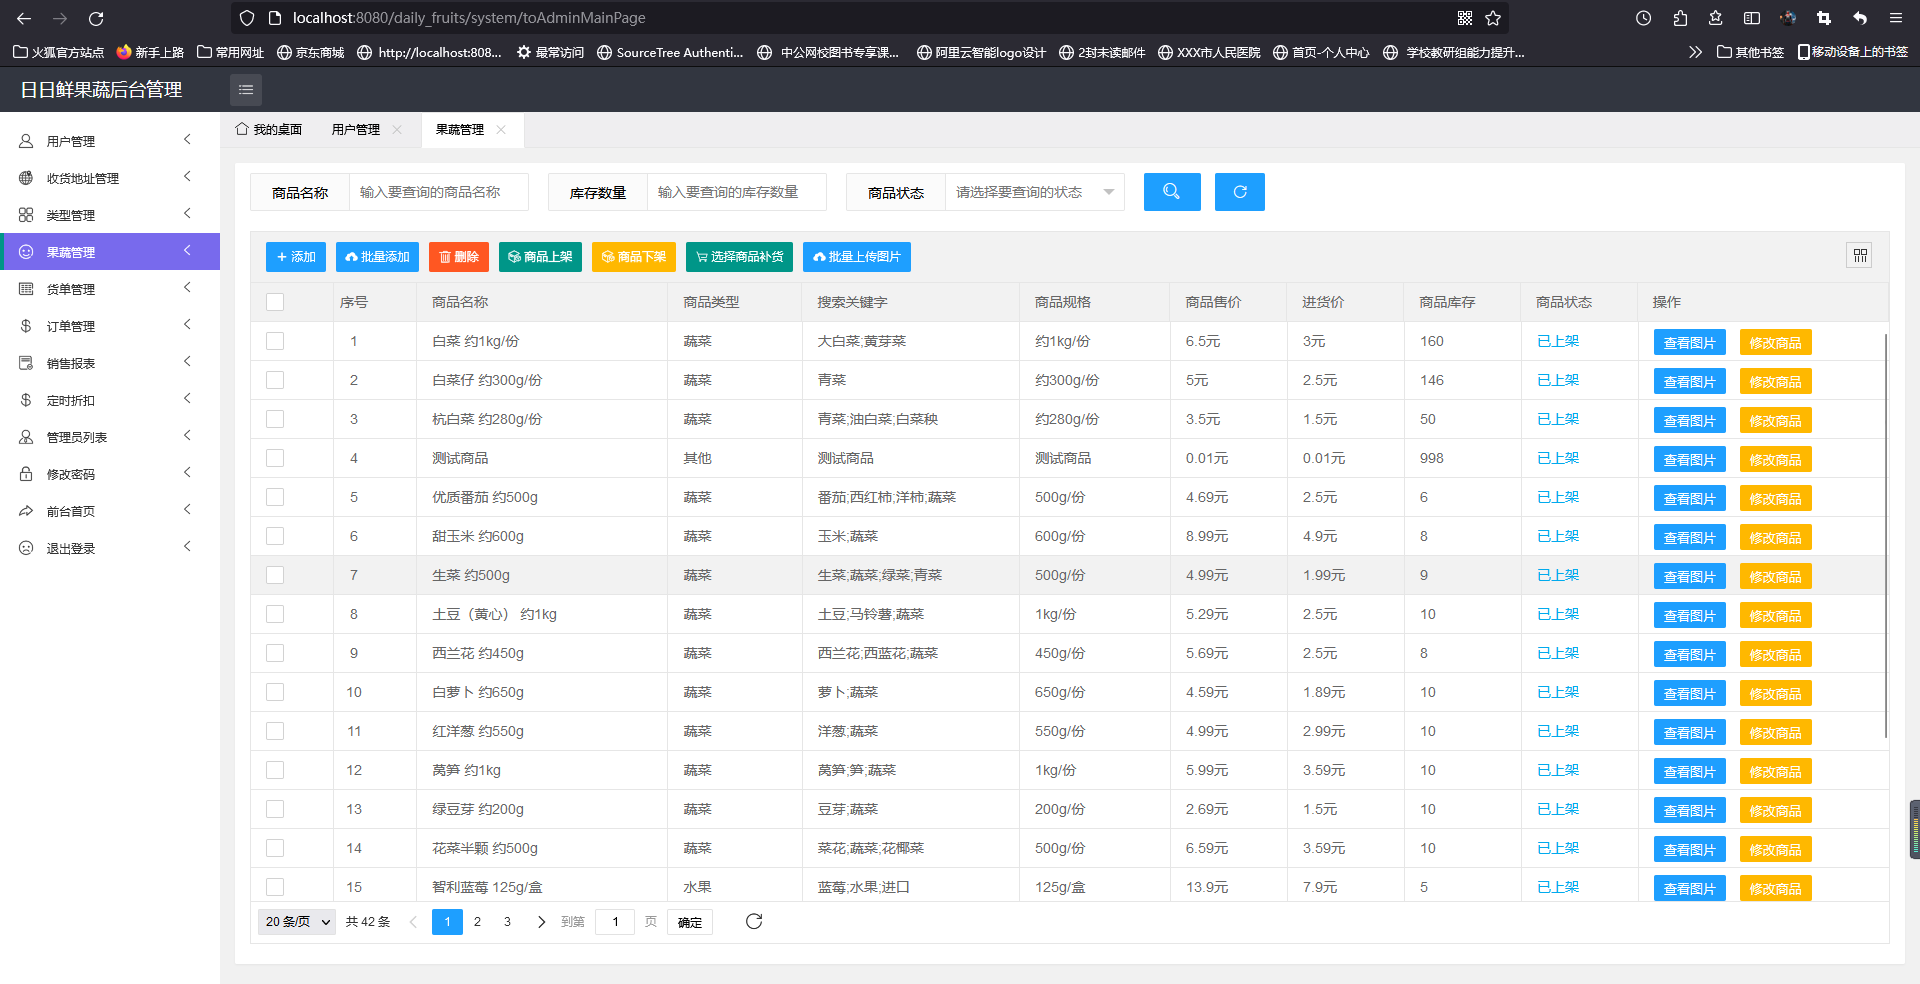 localhost:8080/daily_fruits/system/toAdminMainPage
火狐官方站点 新手上路 常用网址 京东商城 http://localhost:808... 最常访问 SourceTree Authenti... 中公网校图书专享课... 阿里云智能logo设计 2封未读邮件 XXX市人民医院 首页-个人中心 学校教研组能力提升... 其他书签 移动设备上的书签
日日鲜果蔬后台管理
用户管理
收货地址管理
类型管理
果蔬管理
货单管理
订单管理
销售报表
定时折扣
管理员列表
修改密码
前台首页
退出登录
我的桌面 用户管理 果蔬管理
商品名称 输入要查询的商品名称 库存数量 输入要查询的库存数量 商品状态 请选择要查询的状态
添加 批量添加 删除 商品上架 商品下架 选择商品补货 批量上传图片
序号 商品名称 商品类型 搜索关键字 商品规格 商品售价 进货价 商品库存 商品状态 操作
1 白菜 约1kg/份 蔬菜 大白菜;黄芽菜 约1kg/份 6.5元 3元 160 已上架 查看图片 修改商品
2 白菜仔 约300g/份 蔬菜 青菜 约300g/份 5元 2.5元 146 已上架 查看图片 修改商品
3 杭白菜 约280g/份 蔬菜 青菜;油白菜;白菜秧 约280g/份 3.5元 1.5元 50 已上架 查看图片 修改商品
4 测试商品 其他 测试商品 测试商品 0.01元 0.01元 998 已上架 查看图片 修改商品
5 优质番茄 约500g 蔬菜 番茄;西红柿;洋柿;蔬菜 500g/份 4.69元 2.5元 6 已上架 查看图片 修改商品
6 甜玉米 约600g 蔬菜 玉米;蔬菜 600g/份 8.99元 4.9元 8 已上架 查看图片 修改商品
7 生菜 约500g 蔬菜 生菜;蔬菜;绿菜;青菜 500g/份 4.99元 1.99元 9 已上架 查看图片 修改商品
8 土豆（黄心） 约1kg 蔬菜 土豆;马铃薯;蔬菜 1kg/份 5.29元 2.5元 10 已上架 查看图片 修改商品
9 西兰花 约450g 蔬菜 西兰花;西蓝花;蔬菜 450g/份 5.69元 2.5元 8 已上架 查看图片 修改商品
10 白萝卜 约650g 蔬菜 萝卜;蔬菜 650g/份 4.59元 1.89元 10 已上架 查看图片 修改商品
11 红洋葱 约550g 蔬菜 洋葱;蔬菜 550g/份 4.99元 2.99元 10 已上架 查看图片 修改商品
12 莴笋 约1kg 蔬菜 莴笋;笋;蔬菜 1kg/份 5.99元 3.59元 10 已上架 查看图片 修改商品
13 绿豆芽 约200g 蔬菜 豆芽;蔬菜 200g/份 2.69元 1.5元 10 已上架 查看图片 修改商品
14 花菜半颗 约500g 蔬菜 菜花;蔬菜;花椰菜 500g/份 6.59元 3.59元 10 已上架 查看图片 修改商品
15 智利蓝莓 125g/盒 水果 蓝莓;水果;进口 125g/盒 13.9元 7.9元 5 已上架 查看图片 修改商品
20 条/页 共 42 条 1 2 3 到第 1 页 确定